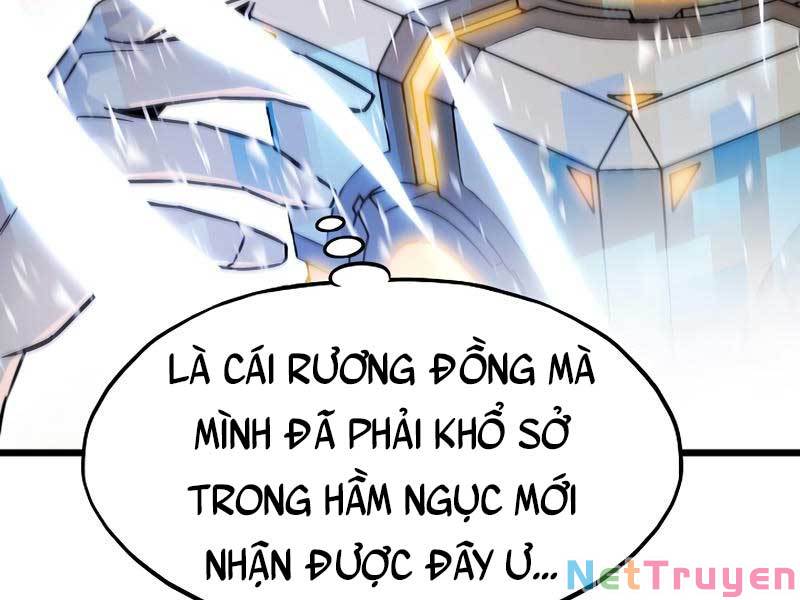 LÀ CÁI RƯƠNG ĐỒNG MÀ
MÌNH ĐÃ PHẢI KHỔ SỞ
TRONG HẦM NGỤC MỚI
NHẬN ĐƯỢC ĐÂY Ư...
NetTruyen